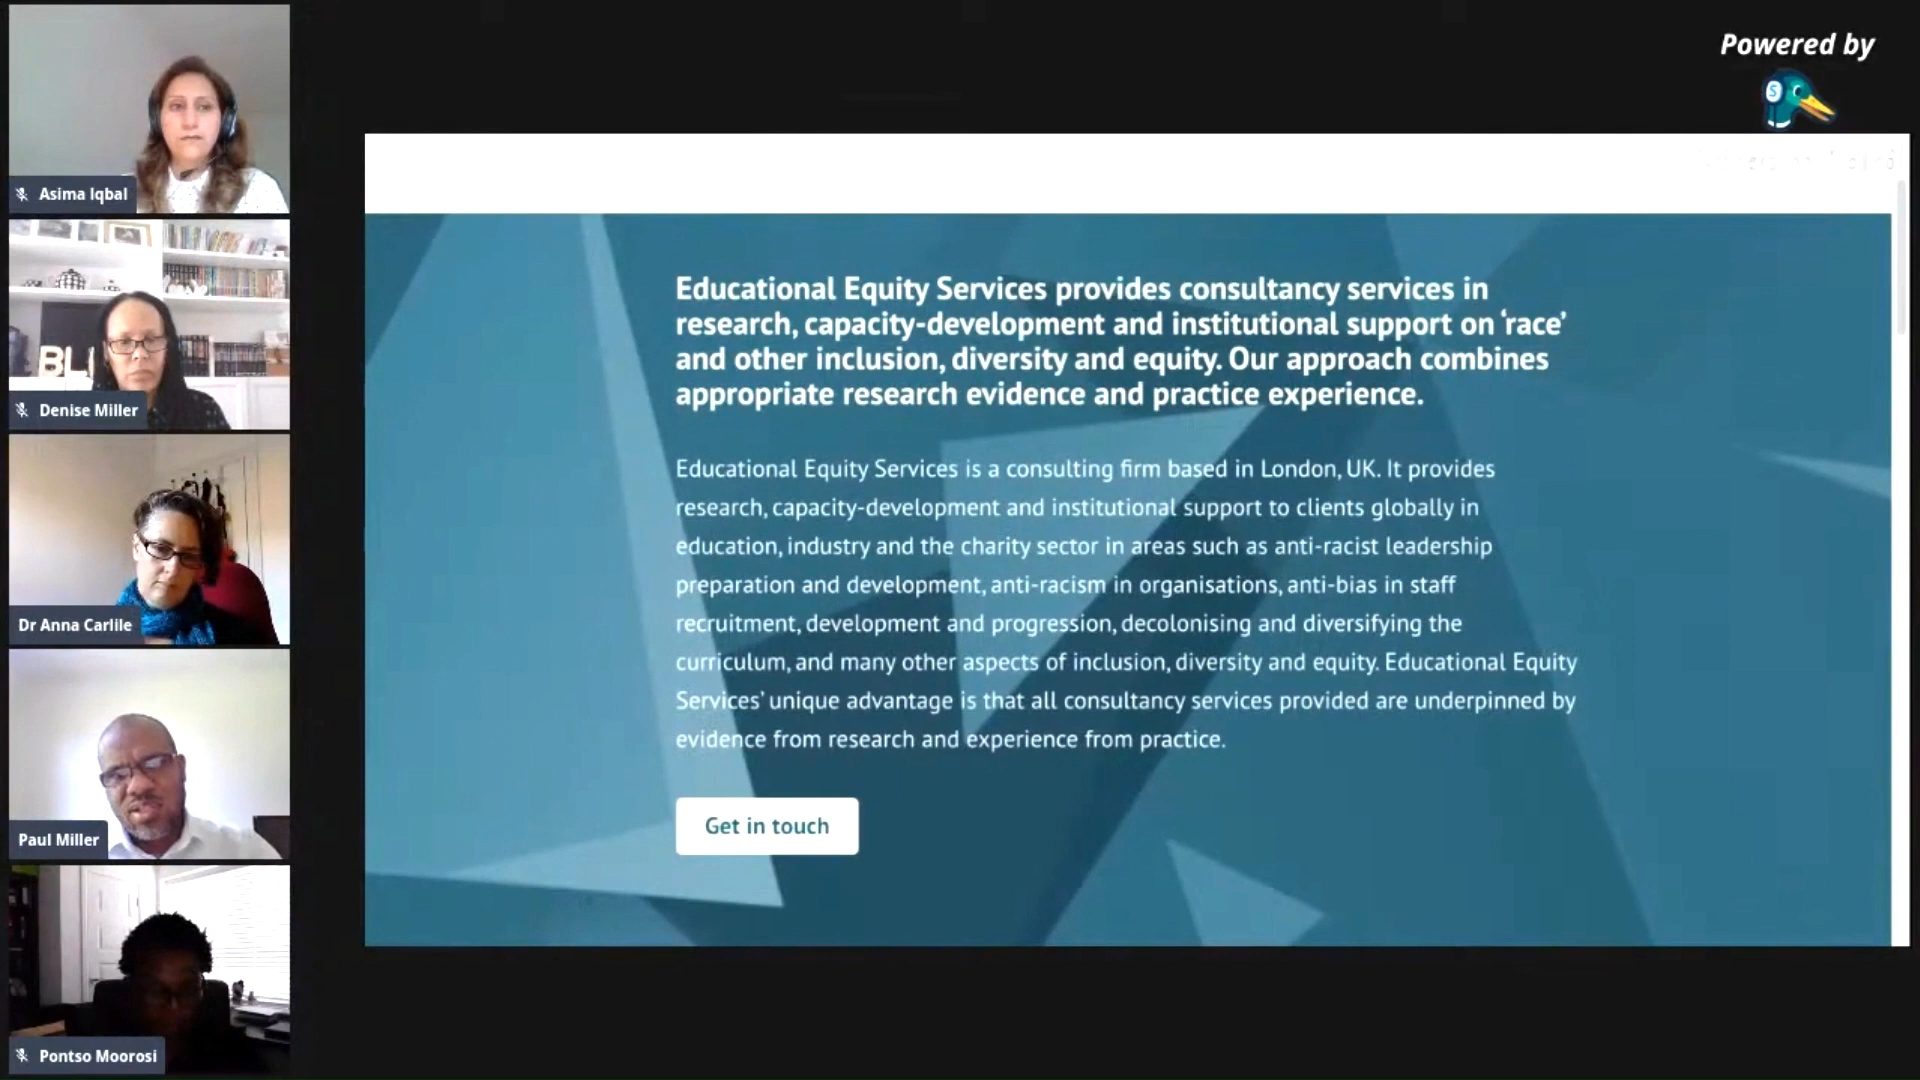 Powered by
S
Asima Iqbal
BL
Denise Miller
Dr Anna Carlile
Paul Miller
Pontso Moorosi
Educational Equity Services provides consultancy services in
research, capacity-development and institutional support on ‘race’
and other inclusion, diversity and equity. Our approach combines
appropriate research evidence and practice experience.
Educational Equity Services is a consulting firm based in London, UK. It provides
research, capacity-development and institutional support to clients globally in
education, industry and the charity sector in areas such as anti-racist leadership
preparation and development, anti-racism in organisations, anti-bias in staff
recruitment, development and progression, decolonising and diversifying the
curriculum, and many other aspects of inclusion, diversity and equity. Educational Equity
Services’ unique advantage is that all consultancy services provided are underpinned by
evidence from research and experience from practice.
Get in touch